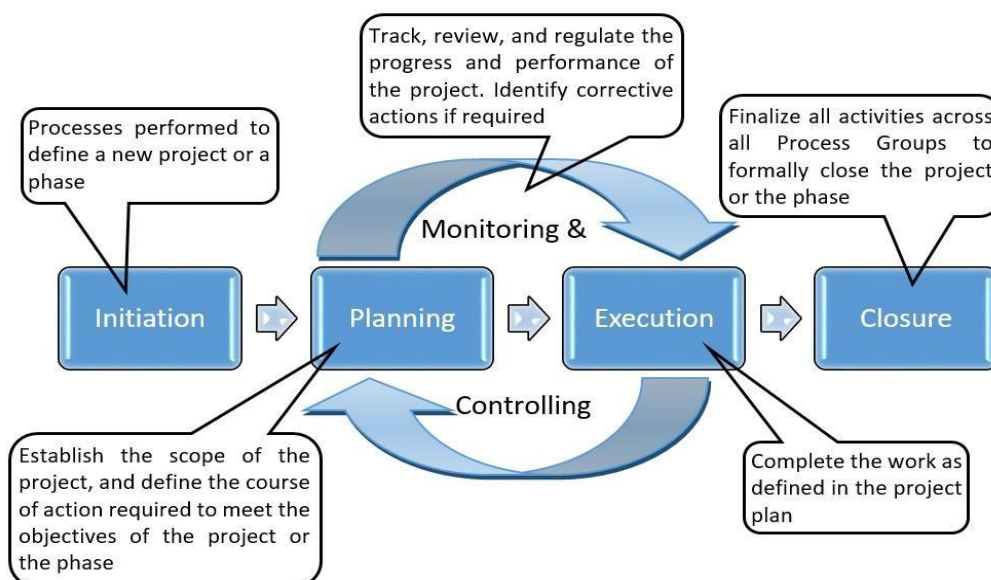 Track, review, and regulate the
progress and performance of
the project. Identify corrective
actions if required
Processes performed to
define a new project or a
phase
Finalize all activities across
all Process Groups to
formally close the project
or the phase
Monitoring &
Initiation
Planning
Execution
Closure
Controlling
Establish the scope of the
project, and define the course
of action required to meet the
objectives of the project or
the phase
Complete the work as
defined in the project
plan